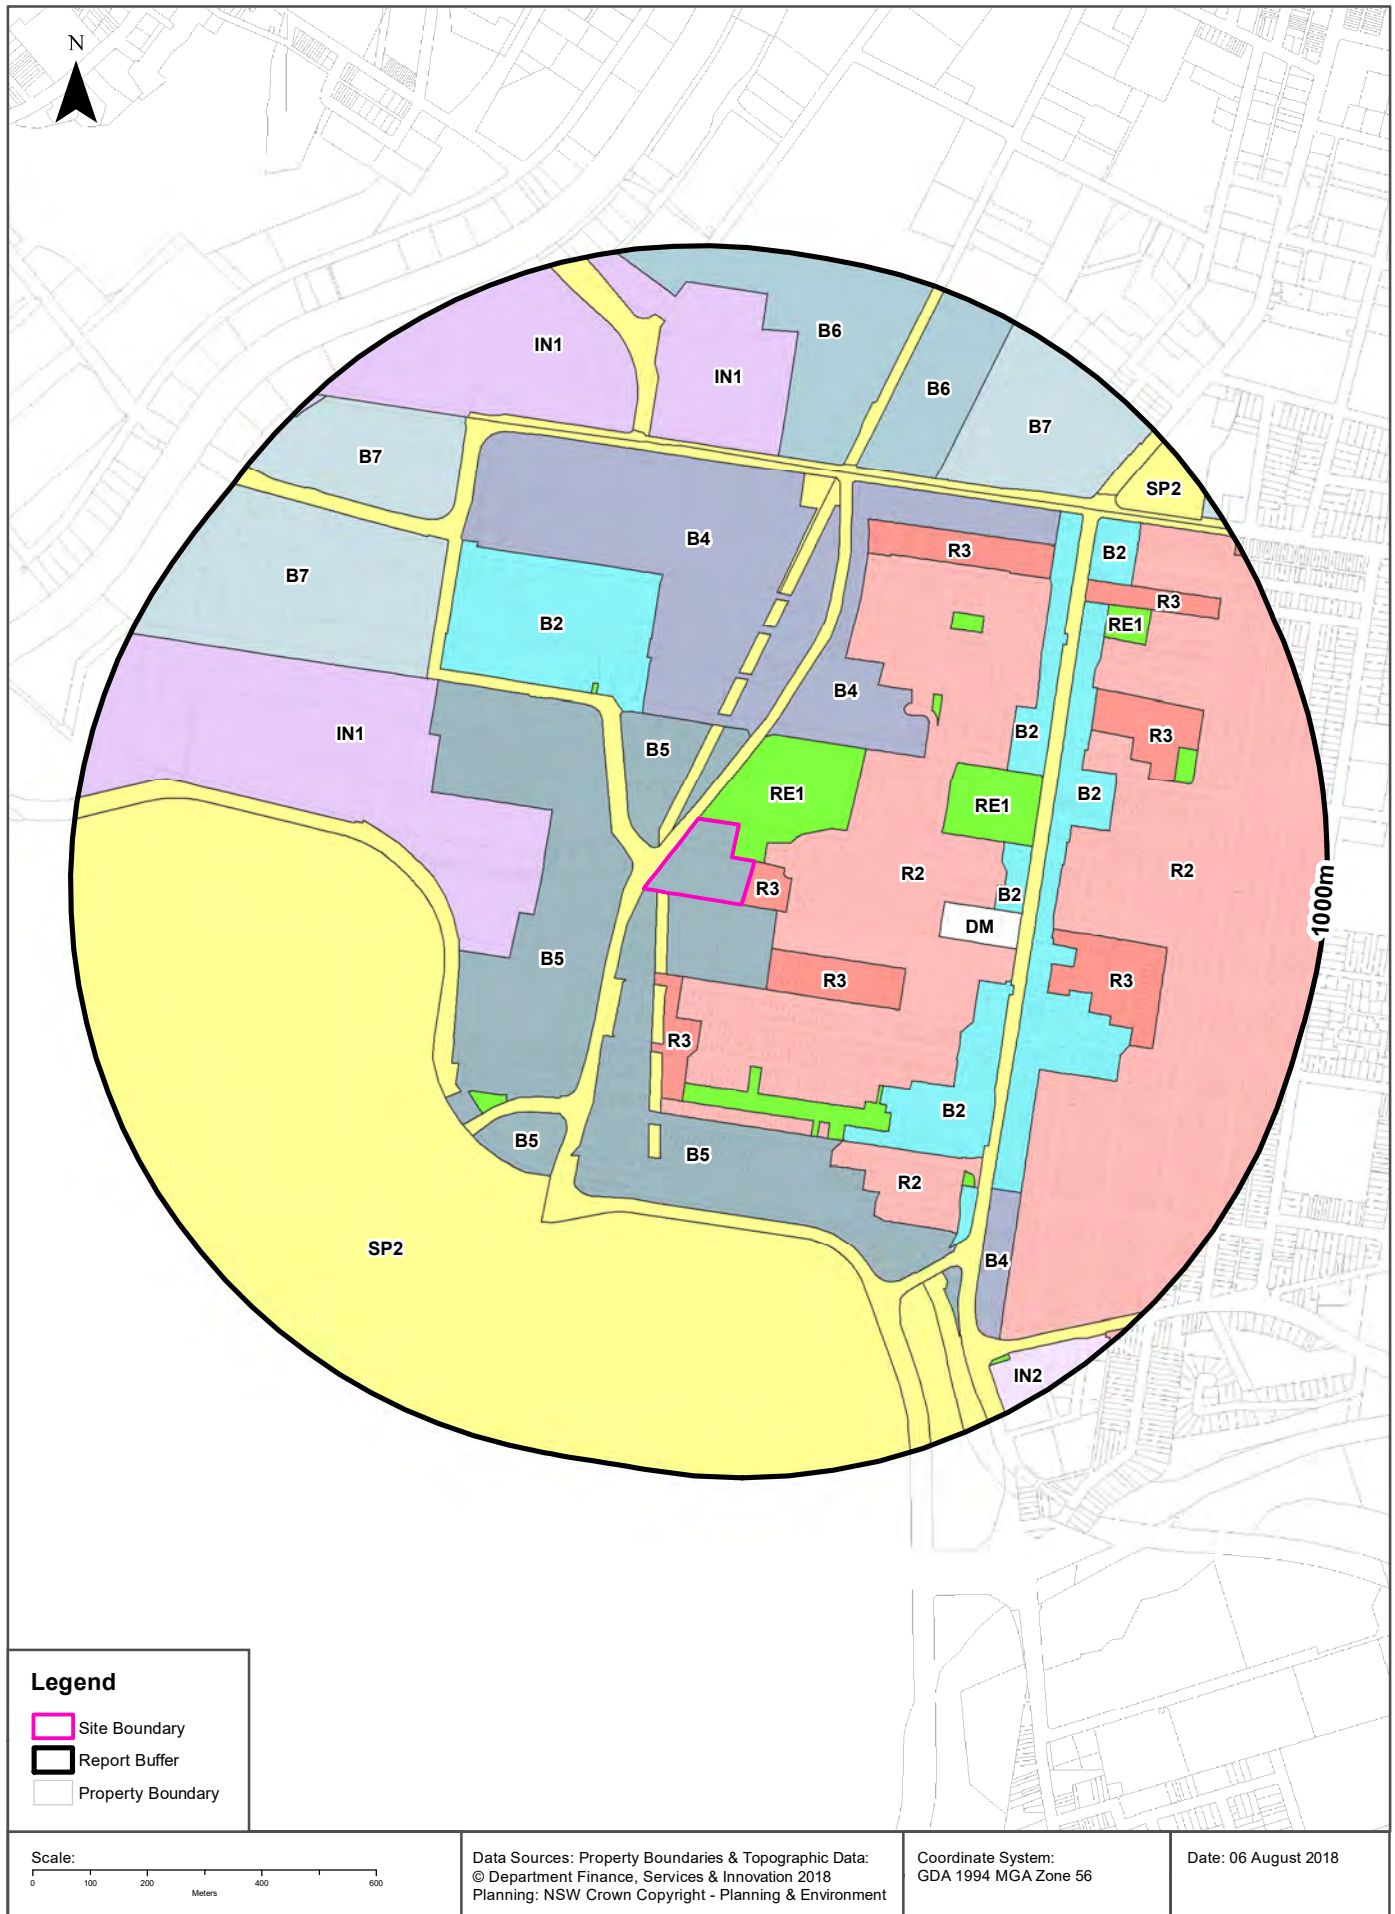 N
B6
IN1
IN1
B6
B7
B7
SP2
B4
B2
R3
B7
R3
B2
RE1
B4
B2
IN1
R3
B5
RE1
B2
RE1
R2
R2
R3
B2
1000m
DM
B5
R3
R3
R3
B2
B5
B5
R2
SP2
B4
IN2
Legend
Site Boundary
Report Buffer
Property Boundary
Scale:
0 100 200 400 600
Meters
Data Sources: Property Boundaries & Topographic Data:
© Department Finance, Services & Innovation 2018
Planning: NSW Crown Copyright - Planning & Environment
Coordinate System:
GDA 1994 MGA Zone 56
Date: 06 August 2018